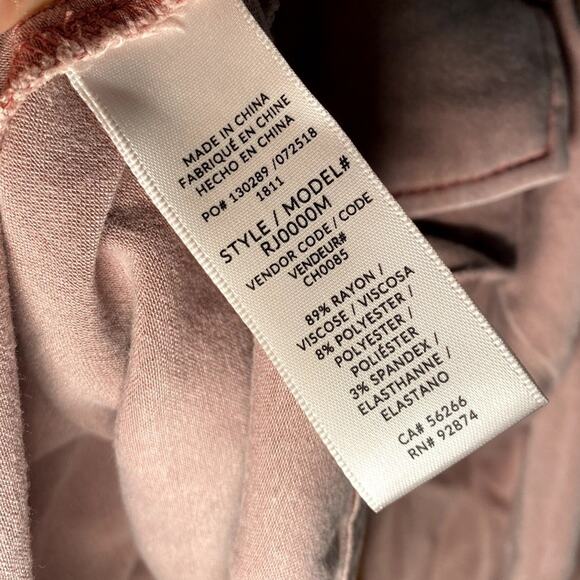 MADE IN CHINA
FABRIQUÉ EN CHINE
HECHO EN CHINA
PO# 130289 /072518
1811
STYLE / MODEL#
RJ0000M
VENDOR CODE / CODE
VENDEUR#
CH0085
89% RAYON /
VISCOSE / VISCOSA
8% POLYESTER /
POLYESTER /
POLIÉSTER
3% SPANDEX /
ELASTHANNE /
ELASTANO
CA# 56266
RN# 92874